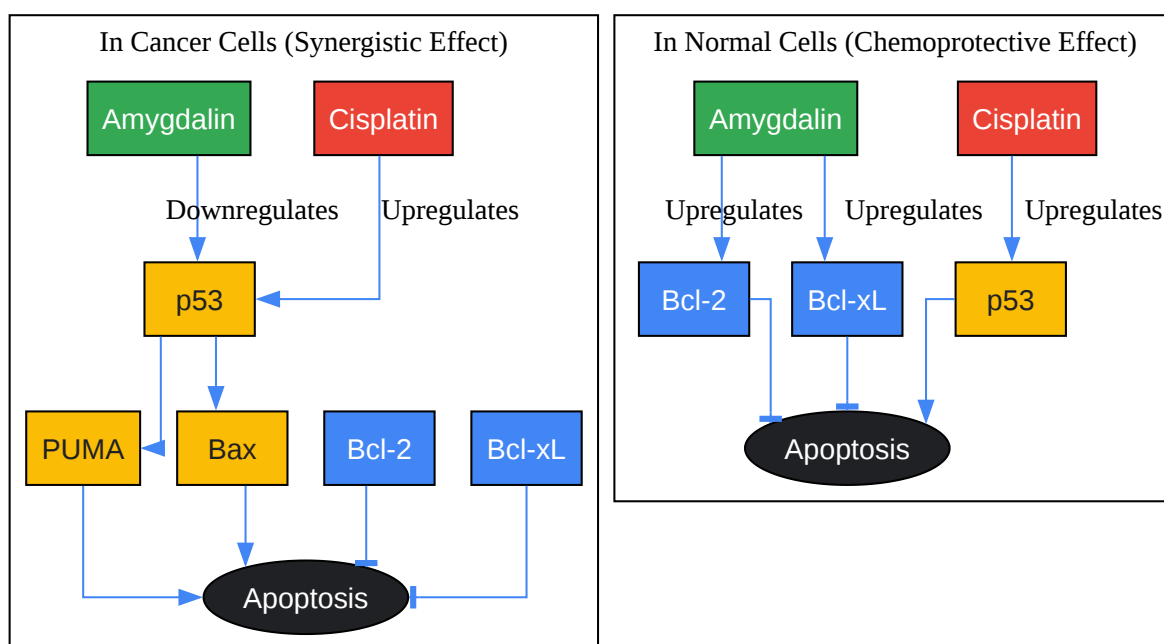 In Cancer Cells (Synergistic Effect)
Amygdalin
Cisplatin
Downregulates
Upregulates
p53
PUMA
Bax
Bcl-2
Bcl-xL
Apoptosis
In Normal Cells (Chemoprotective Effect)
Amygdalin
Cisplatin
Upregulates
Upregulates
Upregulates
Bcl-2
Bcl-xL
p53
Apoptosis